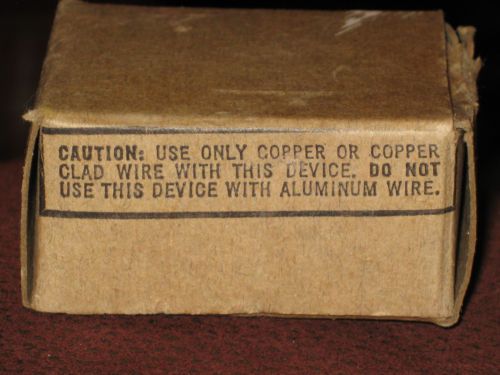 CAUTION: USE ONLY COPPER OR COPPER
CLAD WIRE WITH THIS DEVICE. DO NOT
USE THIS DEVICE WITH ALUMINUM WIRE.